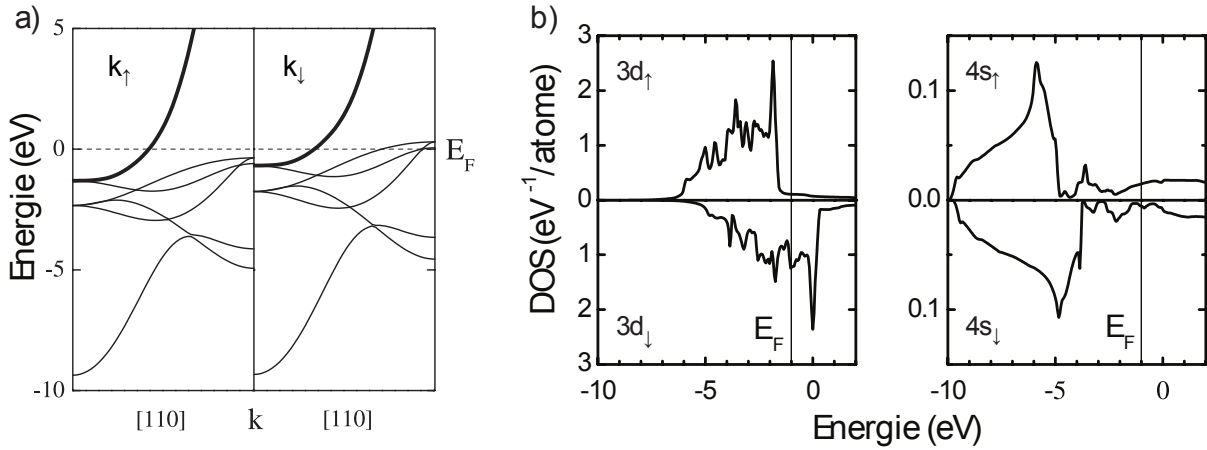 a)
5
0
-5
-10
Energie (eV)
k↑
k↓
E_F
[110]
k
[110]
b)
3
2
1
0
1
2
3
DOS (eV⁻¹/atome)
3d↑
3d↓
E_F
-10
-5
0
0.1
0.0
0.1
4s↑
4s↓
E_F
-10
-5
0
Energie (eV)